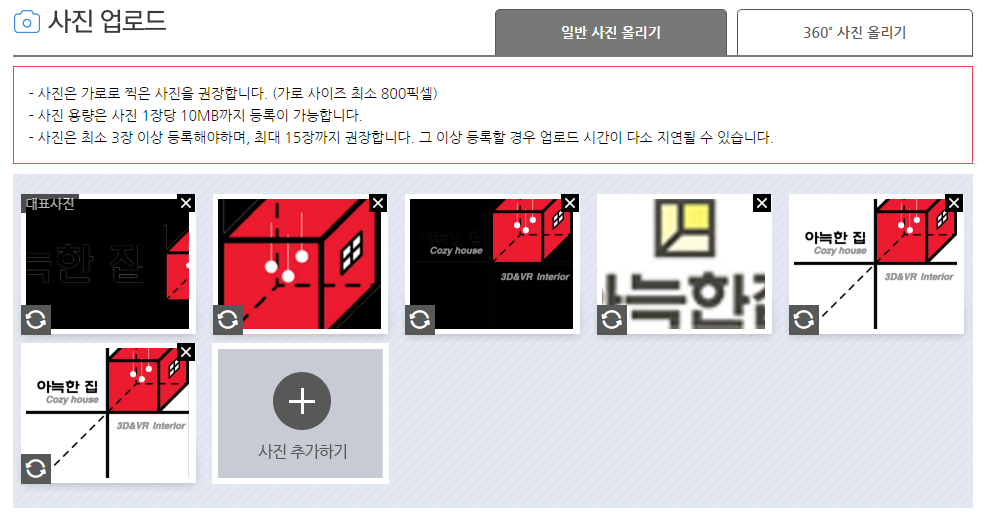 사진 업로드
일반 사진 올리기
360° 사진 올리기
- 사진은 가로로 찍은 사진을 권장합니다. (가로 사이즈 최소 800픽셀)
- 사진 용량은 사진 1장당 10MB까지 등록이 가능합니다.
- 사진은 최소 3장 이상 등록해야하며, 최대 15장까지 권장합니다. 그 이상 등록할 경우 업로드 시간이 다소 지연될 수 있습니다.
대표사진
늑한 집
Cozy house
3D&VR Interior
아늑한집
아늑한 집
Cozy house
3D&VR Interior
아늑한 집
Cozy house
3D&VR Interior
사진 추가하기